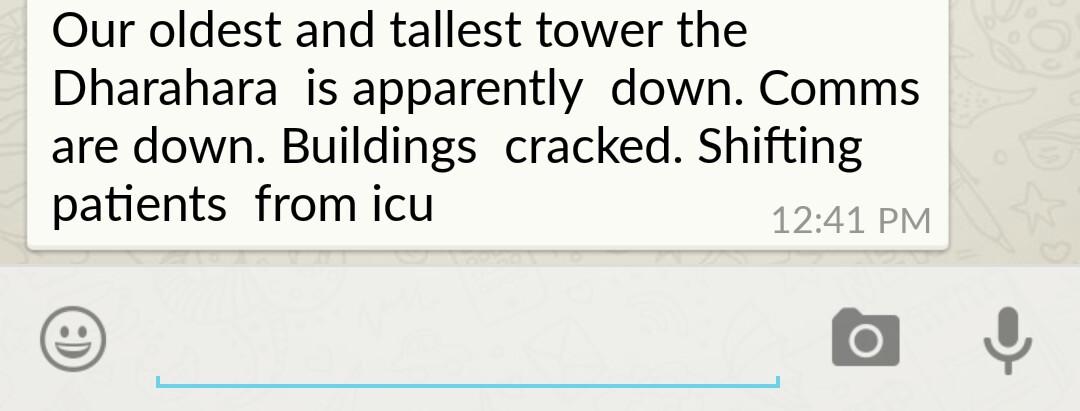 Our oldest and tallest tower the
Dharahara is apparently down. Comms
are down. Buildings cracked. Shifting
patients from icu
12:41 PM